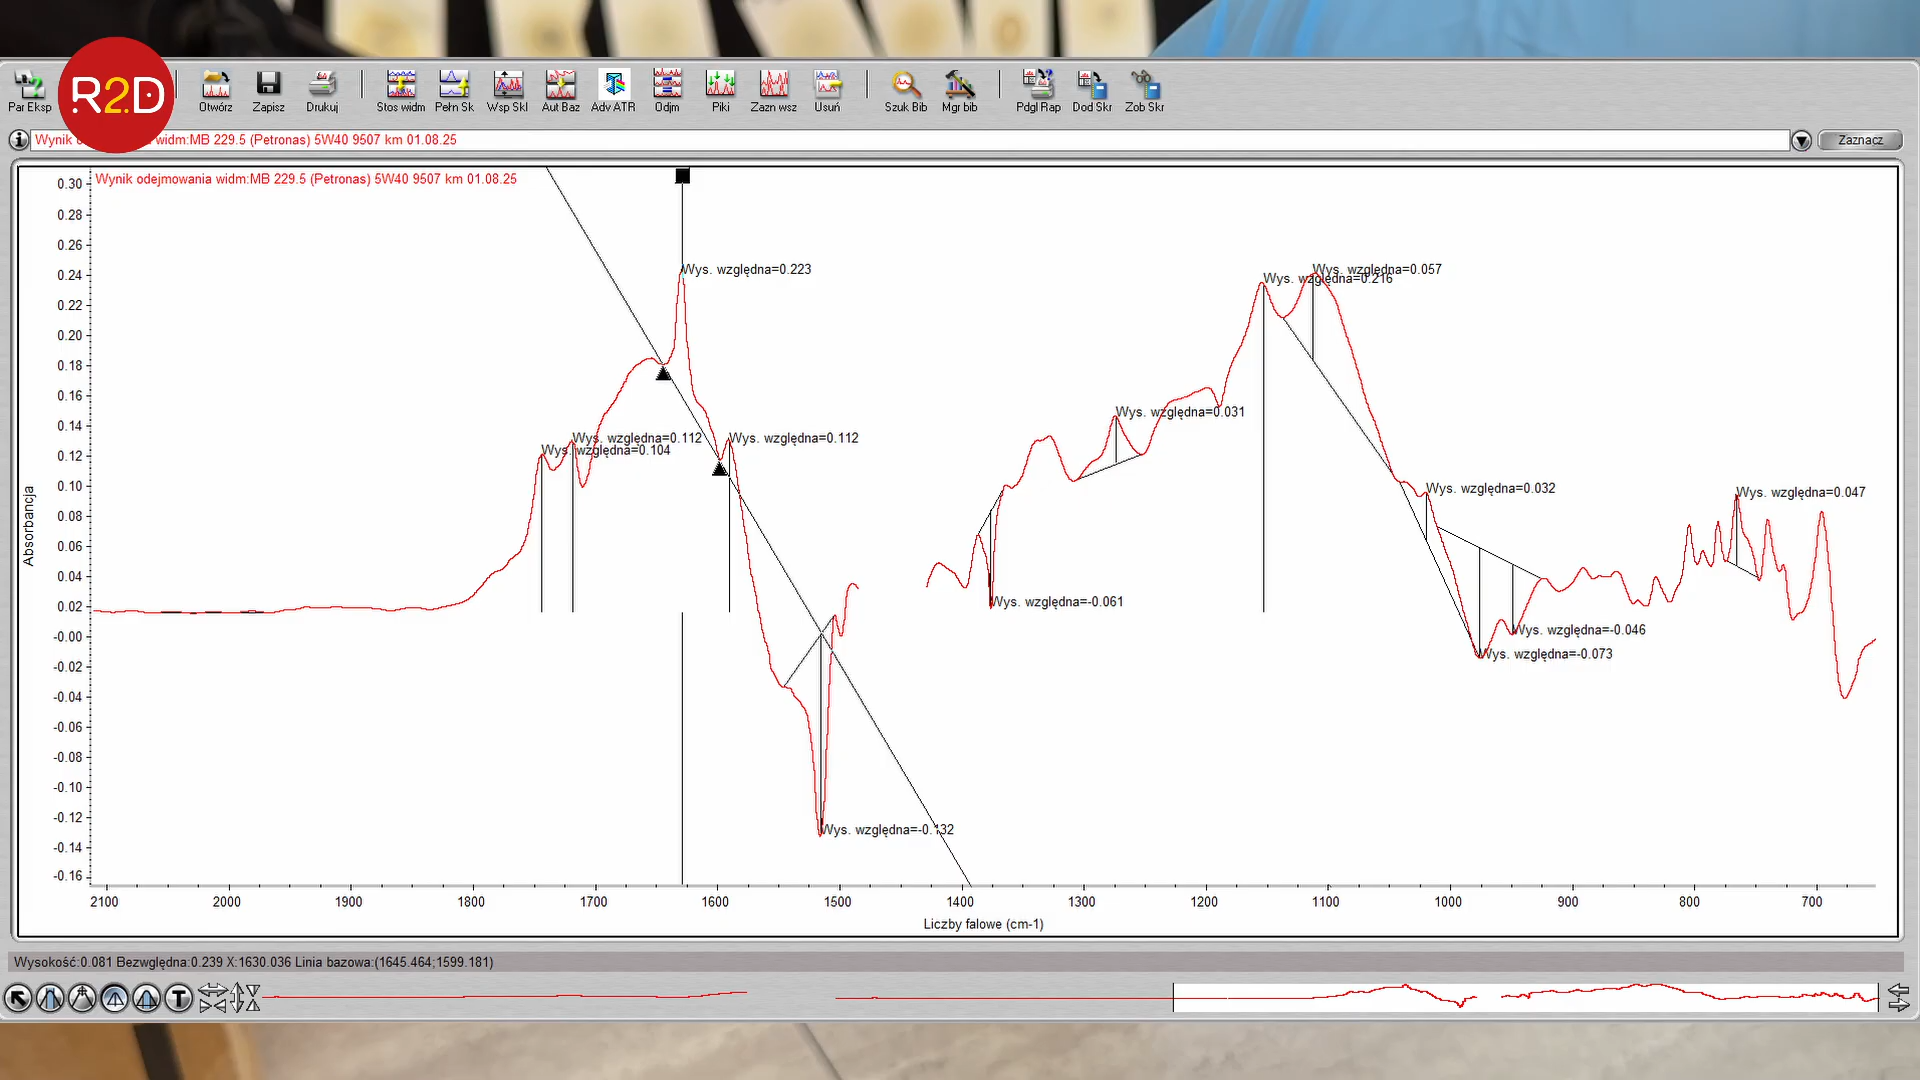 R2D
Par Eksp
Otwórz
Zapisz
Drukuj
Stos widm
Pełn Sk
Wsp Skl
Aut Baz
Adv ATR
Odjm
Piki
Zazn wsz
Usuń
Szuk Bib
Mgr bib
Pdgl Rap
Dod Skr
Zob Skr
widm:MB 229.5 (Petronas) 5W40 9507 km 01.08.25
Zaznacz
Wynik odejmowania widm:MB 229.5 (Petronas) 5W40 9507 km 01.08.25
0.30
0.28
0.26
0.24
0.22
0.20
0.18
0.16
0.14
0.12
0.10
0.08
0.06
0.04
0.02
-0.00
-0.02
-0.04
-0.06
-0.08
-0.10
-0.12
-0.14
-0.16
Absorbancja
Wys. względna=0.223
Wys. względna=0.112
Wys. względna=0.104
Wys. względna=0.112
Wys. względna=-0.132
Wys. względna=-0.061
Wys. względna=0.031
Wys. względna=0.057
Wys. względna=0.216
Wys. względna=0.032
Wys. względna=-0.046
Wys. względna=-0.073
Wys. względna=0.047
2100 2000 1900 1800 1700 1600 1500 1400 1300 1200 1100 1000 900 800 700
Liczby falowe (cm-1)
Wysokość:0.081 Bezwględna:0.239 X:1630.036 Linia bazowa:(1645.464;1599.181)
T